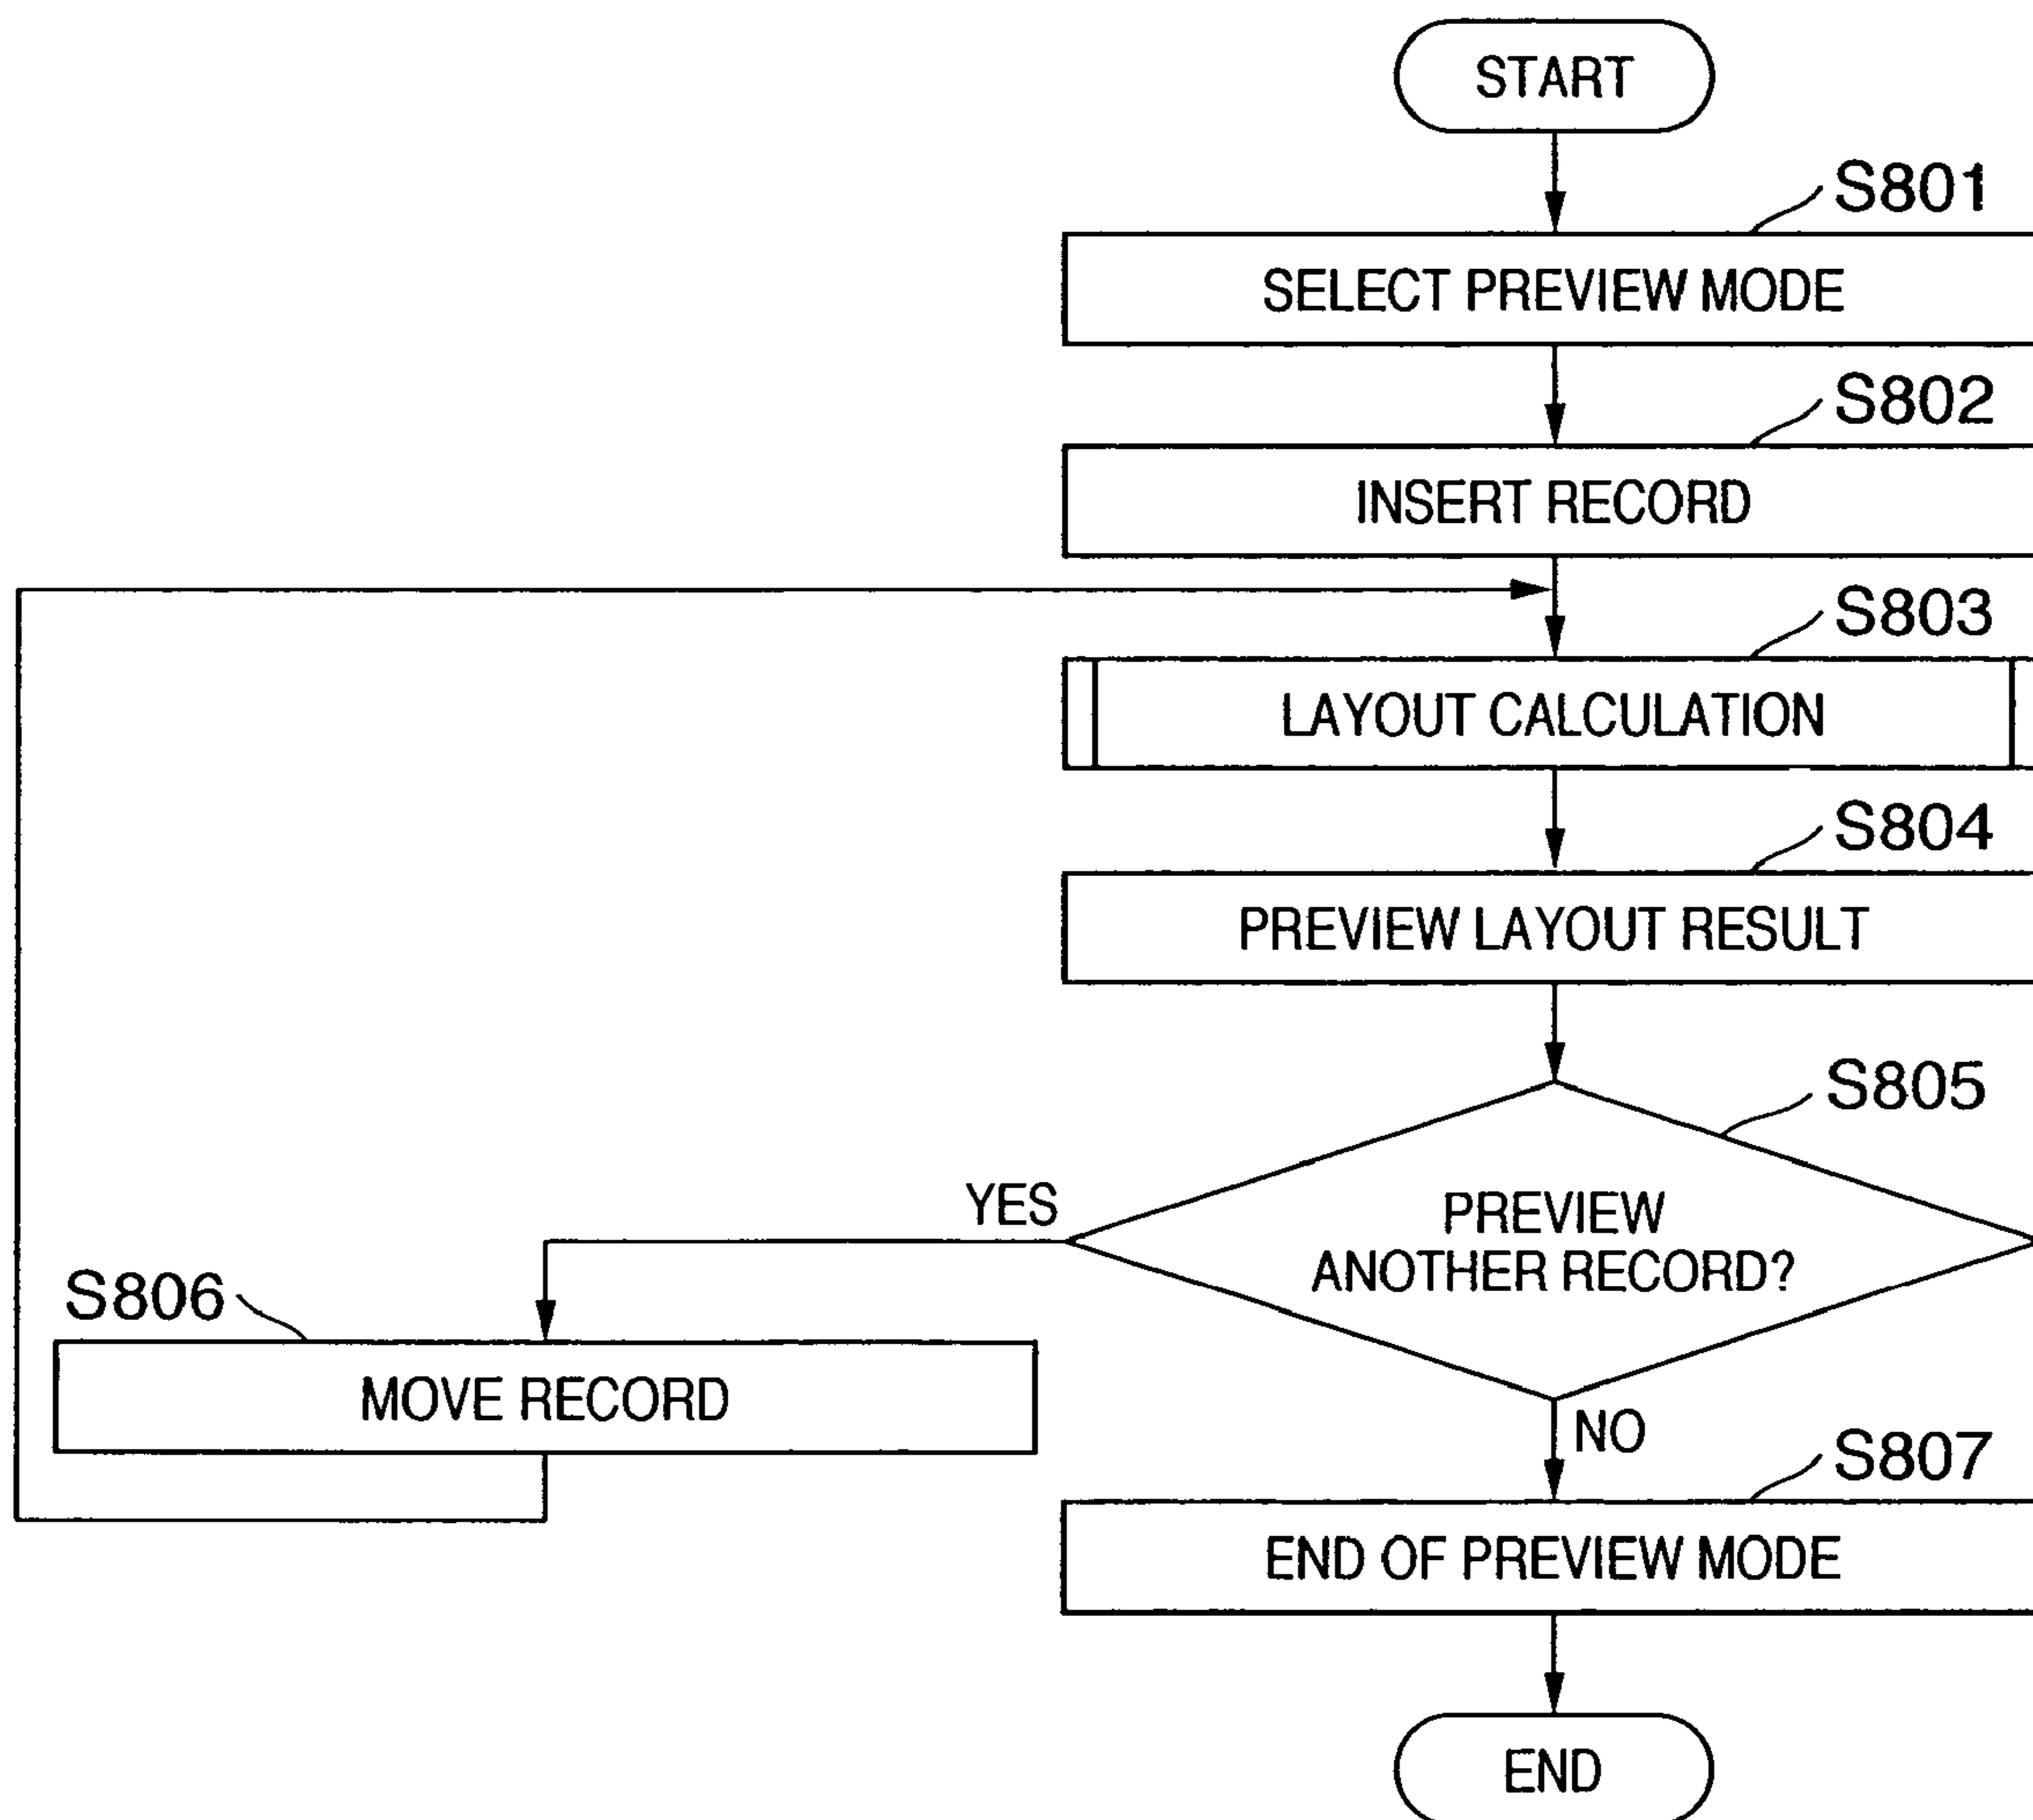 START
S801
SELECT PREVIEW MODE
S802
INSERT RECORD
S803
LAYOUT CALCULATION
S804
PREVIEW LAYOUT RESULT
S805
PREVIEW
ANOTHER RECORD?
YES
S806
MOVE RECORD
NO
S807
END OF PREVIEW MODE
END